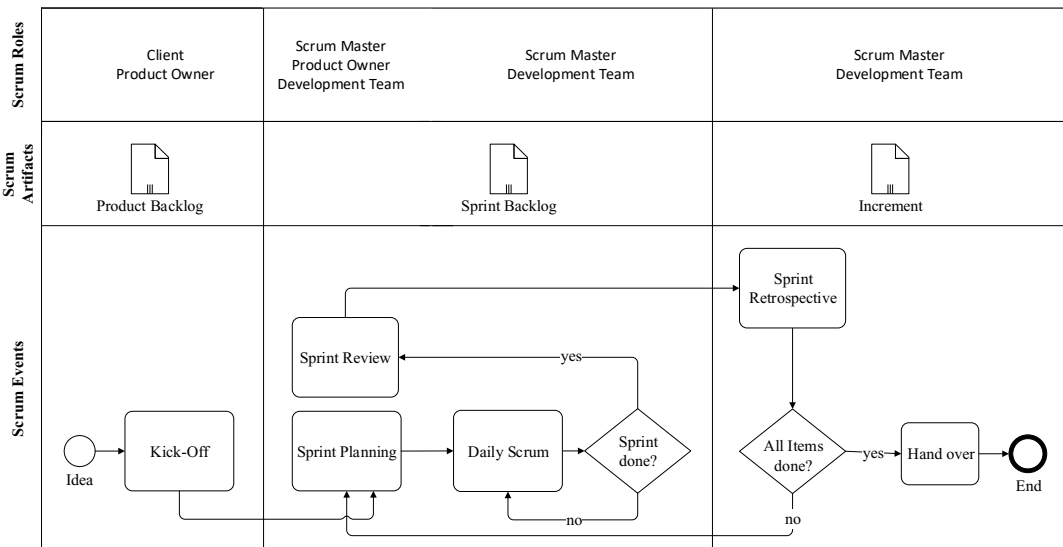 Scrum Roles
Client
Product Owner
Scrum Master
Product Owner
Development Team
Scrum Master
Development Team
Scrum Master
Development Team
Scrum
Artifacts
Product Backlog
Sprint Backlog
Increment
Scrum Events
Sprint
Retrospective
Sprint Review
yes
Idea
Kick-Off
Sprint Planning
Daily Scrum
Sprint
done?
no
All Items
done?
yes
no
Hand over
End